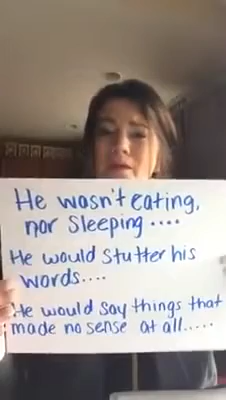 He wasn't eating,
nor sleeping ....
He would stutter his
words....
He would say things that
made no sense at all.....